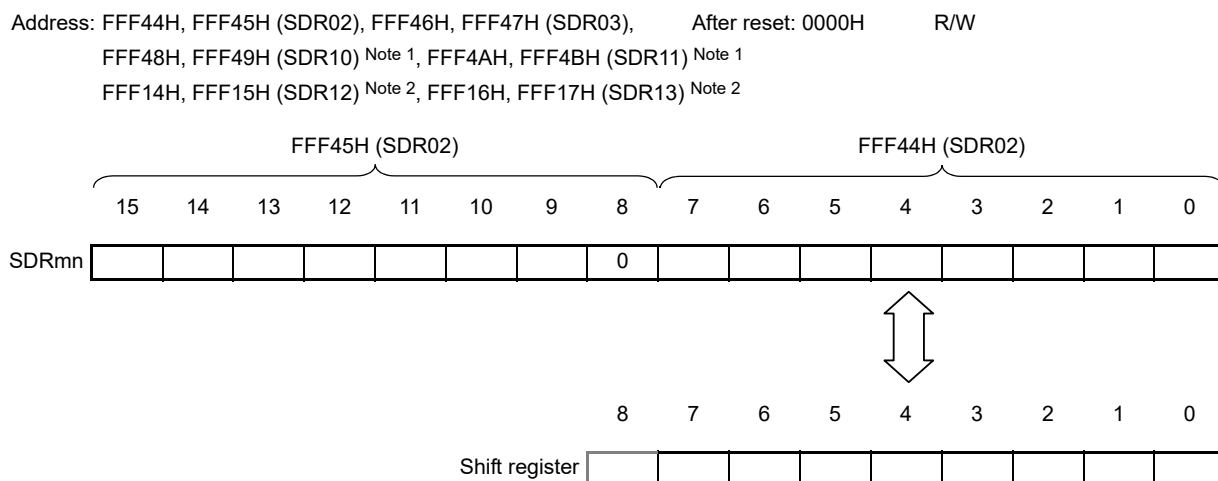 Address: FFF44H, FFF45H (SDR02), FFF46H, FFF47H (SDR03), After reset: 0000H R/W
FFF48H, FFF49H (SDR10) Note 1, FFF4AH, FFF4BH (SDR11) Note 1
FFF14H, FFF15H (SDR12) Note 2, FFF16H, FFF17H (SDR13) Note 2
FFF45H (SDR02) FFF44H (SDR02)
15 14 13 12 11 10 9 8 7 6 5 4 3 2 1 0
SDRmn 0
8 7 6 5 4 3 2 1 0
Shift register